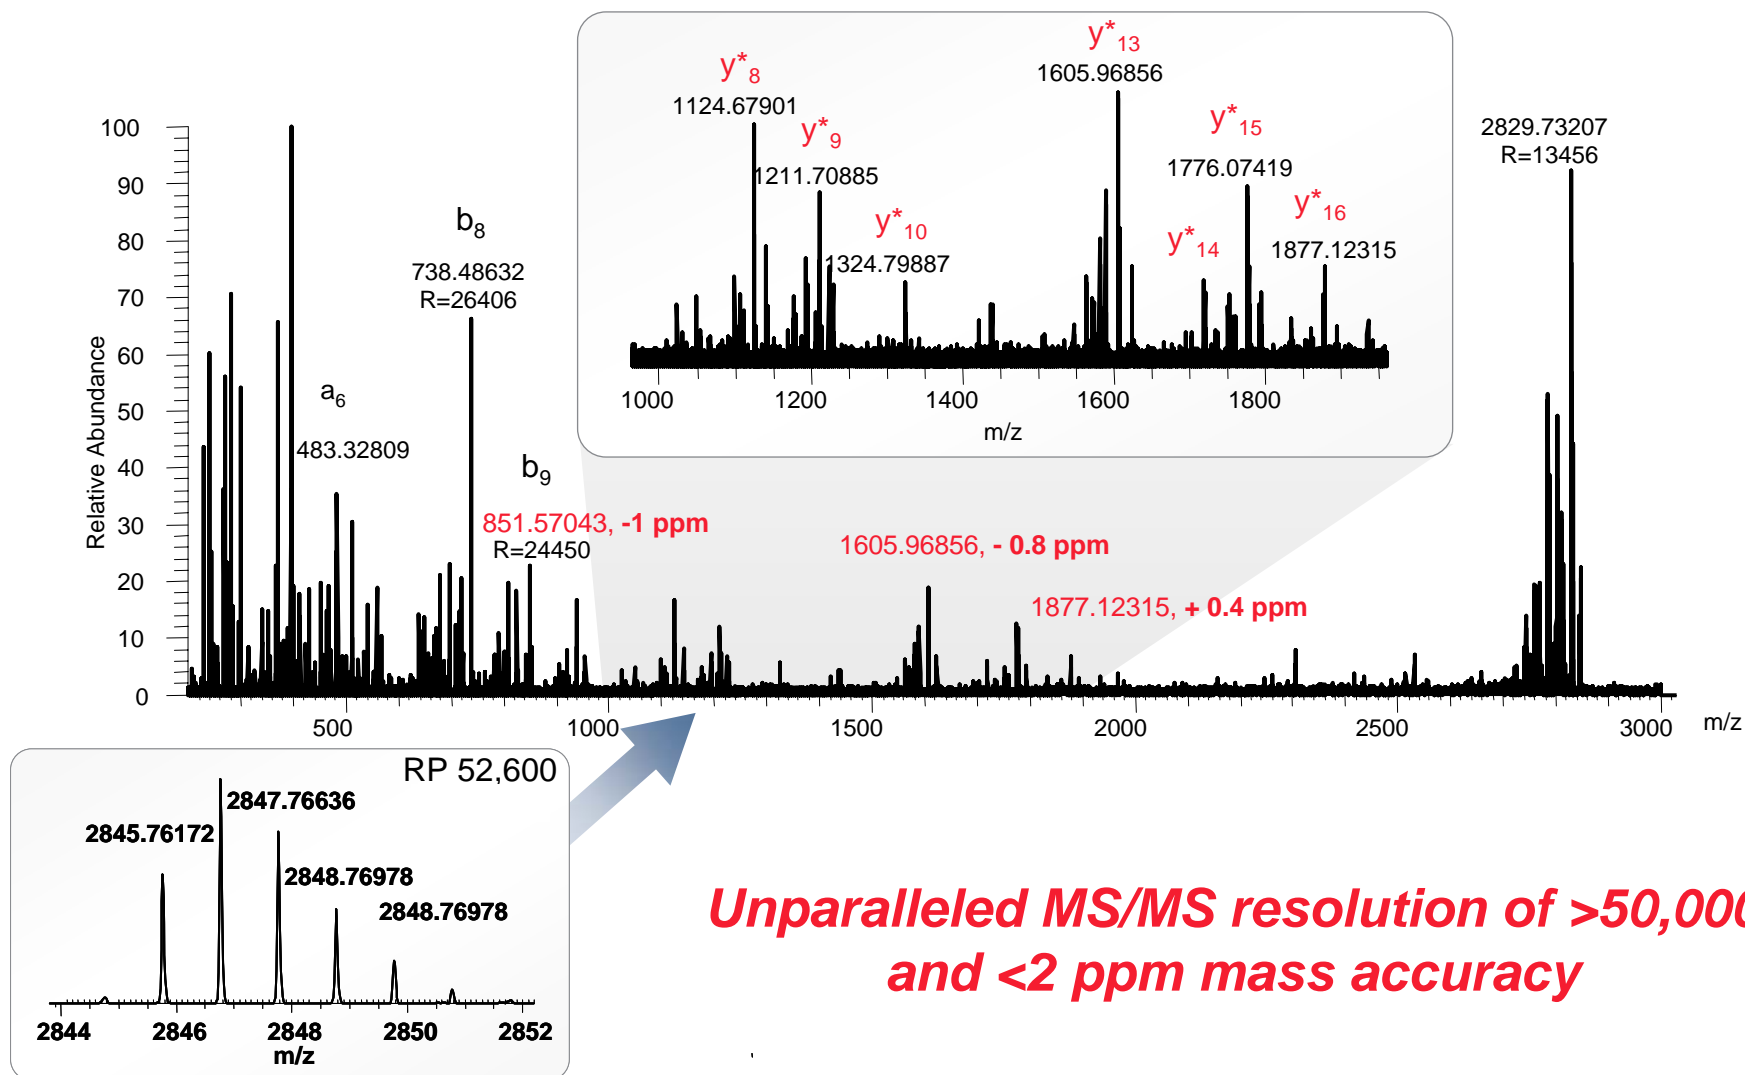 y*13
1605.96856
y*8
1124.67901
y*9
1211.70885
y*15
1776.07419
y*16
1877.12315
y*10
1324.79887
y*14
1000 1200 1400 1600 1800
m/z
2829.73207
R=13456
Relative Abundance
100
90
80
70
60
50
40
30
20
10
0
b8
738.48632
R=26406
a6
483.32809
b9
851.57043, -1 ppm
R=24450
1605.96856, - 0.8 ppm
1877.12315, + 0.4 ppm
500 1000 1500 2000 2500 3000 m/z
RP 52,600
2847.76636
2845.76172
2848.76978
2848.76978
2844 2846 2848 2850 2852
m/z
Unparalleled MS/MS resolution of >50,000
and <2 ppm mass accuracy